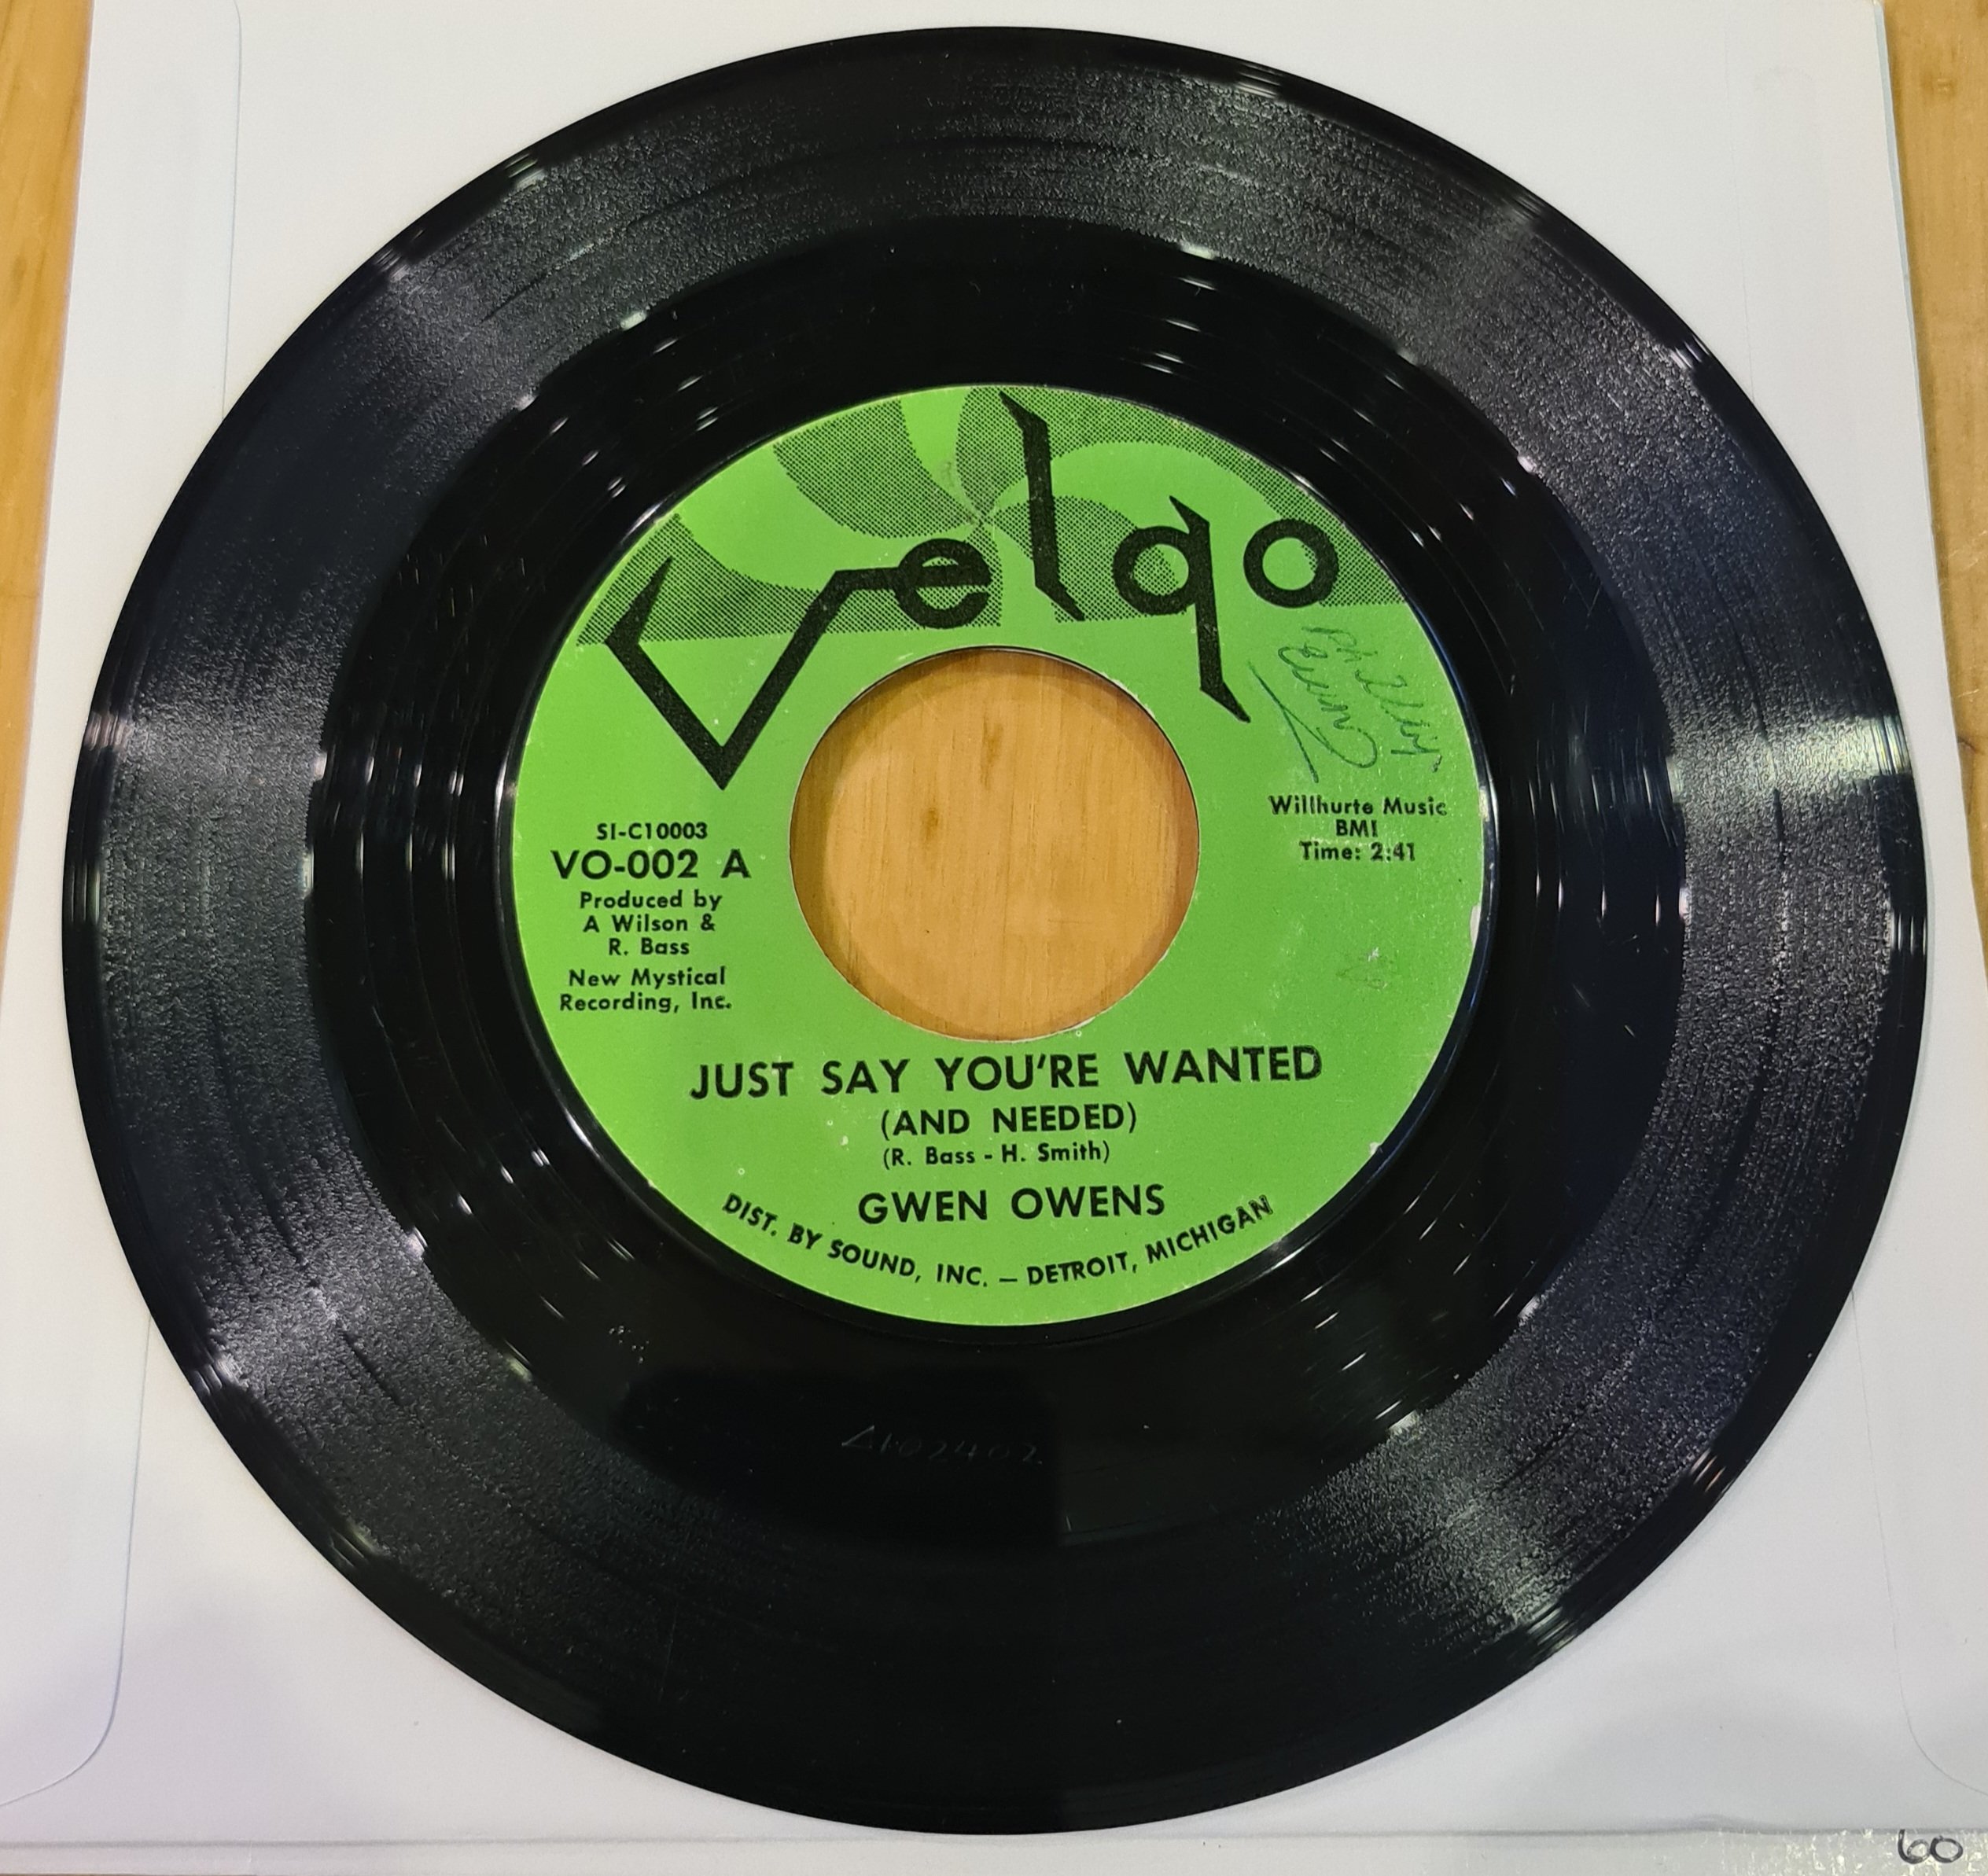 Velgo
Willhurte Music
BMI
Time: 2:41
SI-C10003
VO-002 A
Produced by
A Wilson &
R. Bass
New Mystical
Recording, Inc.
JUST SAY YOU'RE WANTED
(AND NEEDED)
(R. Bass - H. Smith)
GWEN OWENS
DIST. BY SOUND, INC. — DETROIT, MICHIGAN
60